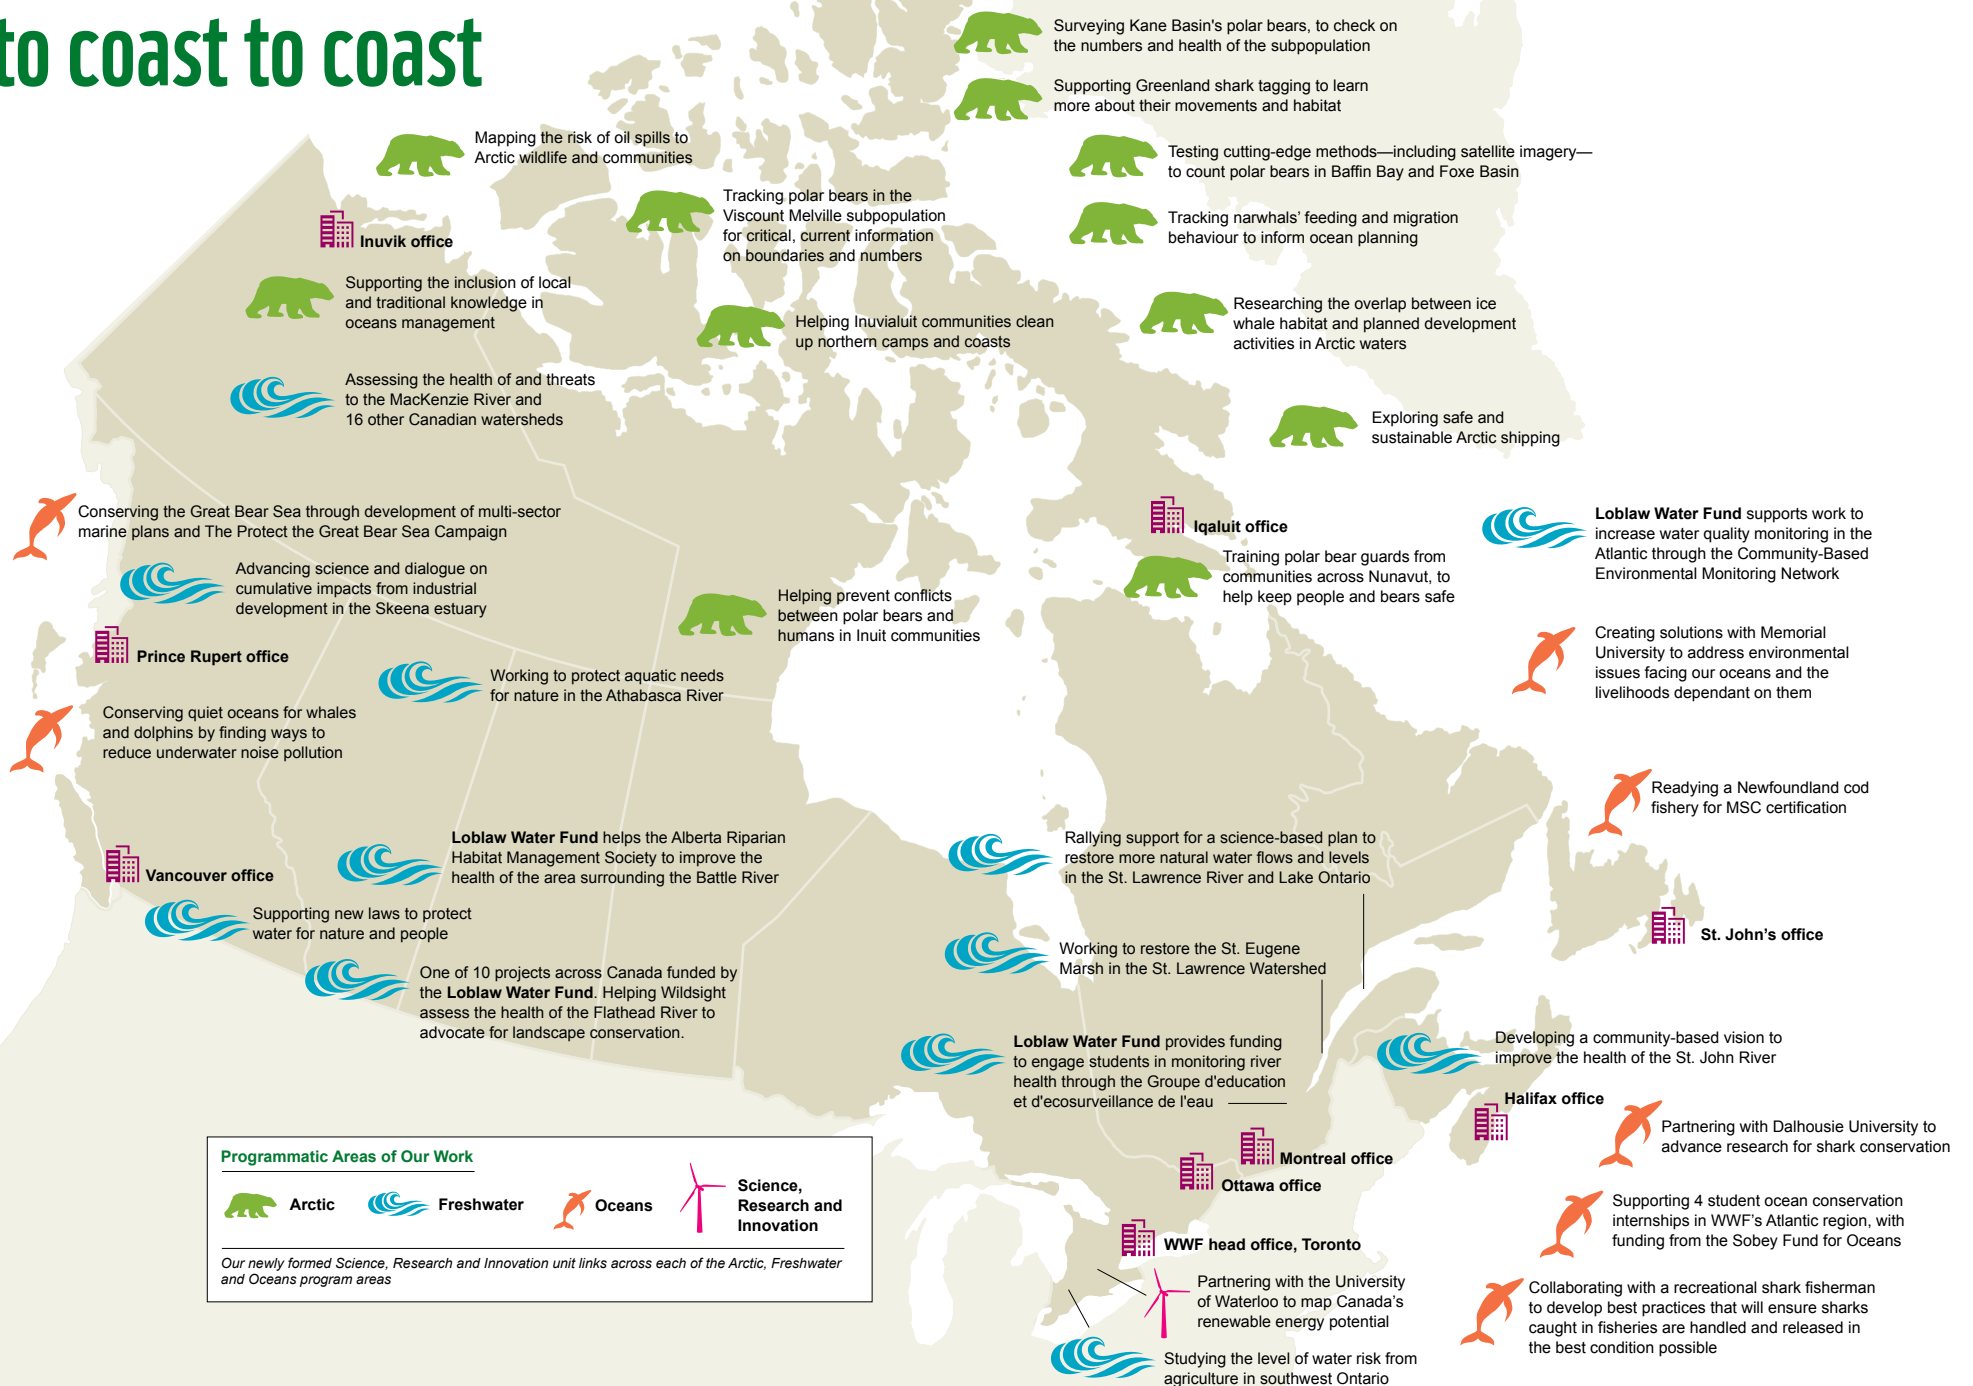 to coast to coast
Surveying Kane Basin's polar bears, to check on
the numbers and health of the subpopulation
Supporting Greenland shark tagging to learn
more about their movements and habitat
Mapping the risk of oil spills to
Arctic wildlife and communities
Testing cutting-edge methods—including satellite imagery—
to count polar bears in Baffin Bay and Foxe Basin
Tracking polar bears in the
Viscount Melville subpopulation
for critical, current information
on boundaries and numbers
Tracking narwhals’ feeding and migration
behaviour to inform ocean planning
Inuvik office
Supporting the inclusion of local
and traditional knowledge in
oceans management
Helping Inuvialuit communities clean
up northern camps and coasts
Researching the overlap between ice
whale habitat and planned development
activities in Arctic waters
Assessing the health of and threats
to the MacKenzie River and
16 other Canadian watersheds
Exploring safe and
sustainable Arctic shipping
Conserving the Great Bear Sea through development of multi-sector
marine plans and The Protect the Great Bear Sea Campaign
Iqaluit office
Loblaw Water Fund supports work to
increase water quality monitoring in the
Atlantic through the Community-Based
Environmental Monitoring Network
Advancing science and dialogue on
cumulative impacts from industrial
development in the Skeena estuary
Training polar bear guards from
communities across Nunavut, to
help keep people and bears safe
Helping prevent conflicts
between polar bears and
humans in Inuit communities
Prince Rupert office
Creating solutions with Memorial
University to address environmental
issues facing our oceans and the
livelihoods dependant on them
Working to protect aquatic needs
for nature in the Athabasca River
Conserving quiet oceans for whales
and dolphins by finding ways to
reduce underwater noise pollution
Readying a Newfoundland cod
fishery for MSC certification
Loblaw Water Fund helps the Alberta Riparian
Habitat Management Society to improve the
health of the area surrounding the Battle River
Rallying support for a science-based plan to
restore more natural water flows and levels
in the St. Lawrence River and Lake Ontario
Vancouver office
Supporting new laws to protect
water for nature and people
St. John’s office
Working to restore the St. Eugene
Marsh in the St. Lawrence Watershed
One of 10 projects across Canada funded by
the Loblaw Water Fund. Helping Wildsight
assess the health of the Flathead River to
advocate for landscape conservation.
Loblaw Water Fund provides funding
to engage students in monitoring river
health through the Groupe d'education
et d'ecosurveillance de l'eau
Developing a community-based vision to
improve the health of the St. John River
Halifax office
Partnering with Dalhousie University to
advance research for shark conservation
Montreal office
Ottawa office
Supporting 4 student ocean conservation
internships in WWF’s Atlantic region, with
funding from the Sobey Fund for Oceans
WWF head office, Toronto
Partnering with the University
of Waterloo to map Canada’s
renewable energy potential
Collaborating with a recreational shark fisherman
to develop best practices that will ensure sharks
caught in fisheries are handled and released in
the best condition possible
Studying the level of water risk from
agriculture in southwest Ontario
Programmatic Areas of Our Work
Arctic
Freshwater
Oceans
Science,
Research and
Innovation
Our newly formed Science, Research and Innovation unit links across each of the Arctic, Freshwater
and Oceans program areas